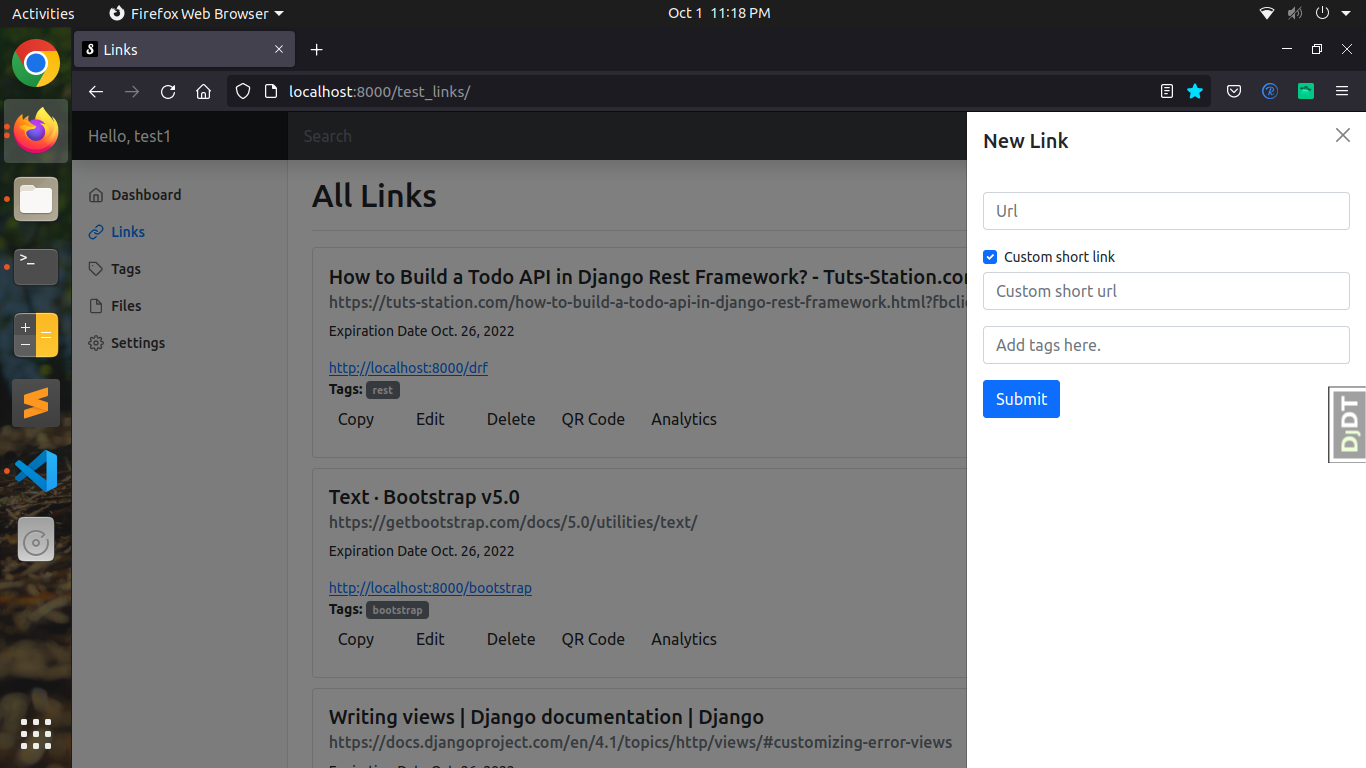 Activities
Firefox Web Browser
Oct 1 11:18 PM
Links
localhost:8000/test_links/
Hello, test1
Search
Dashboard
Links
Tags
Files
Settings
All Links
How to Build a Todo API in Django Rest Framework? - Tuts-Station.com
https://tuts-station.com/how-to-build-a-todo-api-in-django-rest-framework.html?fbcli
Expiration Date Oct. 26, 2022
http://localhost:8000/drf
Tags: rest
Copy Edit Delete QR Code Analytics
Text · Bootstrap v5.0
https://getbootstrap.com/docs/5.0/utilities/text/
Expiration Date Oct. 26, 2022
http://localhost:8000/bootstrap
Tags: bootstrap
Copy Edit Delete QR Code Analytics
Writing views | Django documentation | Django
https://docs.djangoproject.com/en/4.1/topics/http/views/#customizing-error-views
New Link
Url
Custom short link
Custom short url
Add tags here.
Submit
DjDT